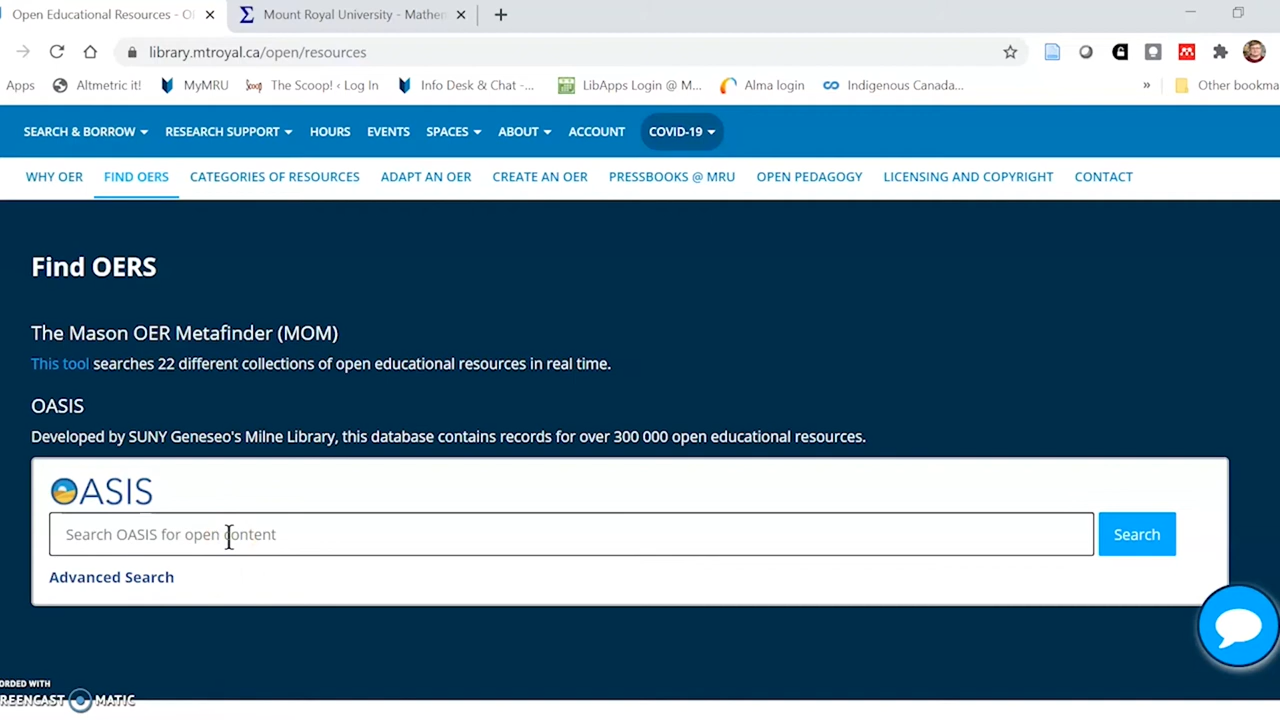 Open Educational Resources - O
Mount Royal University - Mathe
library.mtroyal.ca/open/resources
Apps Altmetric it! MyMRU The Scoop! ‹ Log In Info Desk & Chat -... LibApps Login @ M... Alma login Indigenous Canada... » Other bookma
SEARCH & BORROW RESEARCH SUPPORT HOURS EVENTS SPACES ABOUT ACCOUNT COVID-19
WHY OER FIND OERS CATEGORIES OF RESOURCES ADAPT AN OER CREATE AN OER PRESSBOOKS @ MRU OPEN PEDAGOGY LICENSING AND COPYRIGHT CONTACT
Find OERS
The Mason OER Metafinder (MOM)
This tool searches 22 different collections of open educational resources in real time.
OASIS
Developed by SUNY Geneseo's Milne Library, this database contains records for over 300 000 open educational resources.
OASIS
Search OASIS for open content
Search
Advanced Search
ORDED WITH
REENCAST MATIC